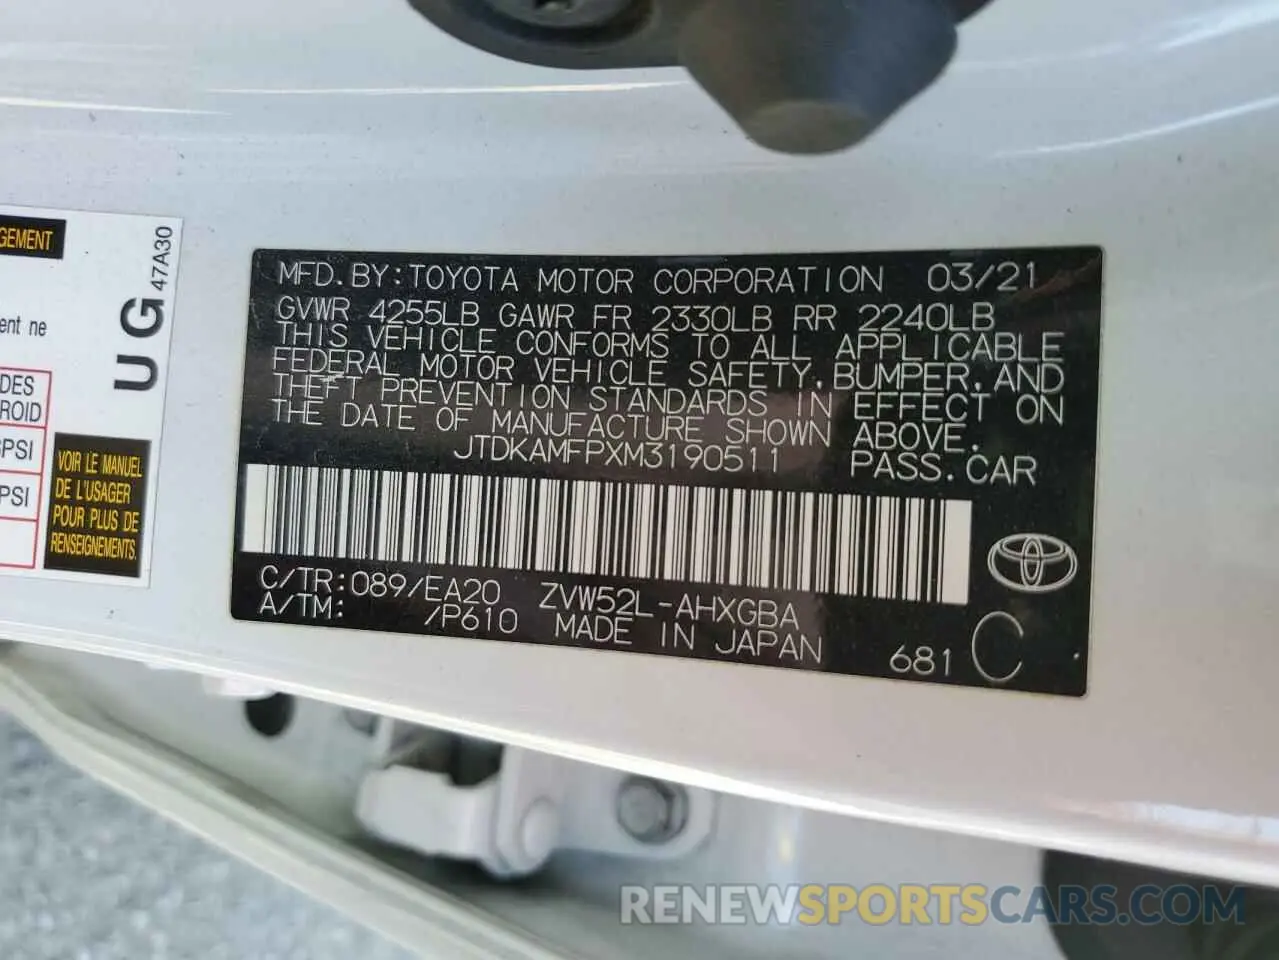 GEMENT
47A30
UG
ent ne
DES
ROID
PSI
PSI
VOIR LE MANUEL
DE L'USAGER
POUR PLUS DE
RENSEIGNEMENTS.
MFD.BY:TOYOTA MOTOR CORPORATION 03/21
GVWR 4255LB GAWR FR 2330LB RR 2240LB
THIS VEHICLE CONFORMS TO ALL APPLICABLE
FEDERAL MOTOR VEHICLE SAFETY, BUMPER, AND
THEFT PREVENTION STANDARDS IN EFFECT ON
THE DATE OF MANUFACTURE SHOWN ABOVE.
JTDKAMFPXM3190511 PASS.CAR
C/TR:089/EA20 ZVW52L-AHXGBA
A/TM: /P610 MADE IN JAPAN
681 C
RENEWSPORTSCARS.COM